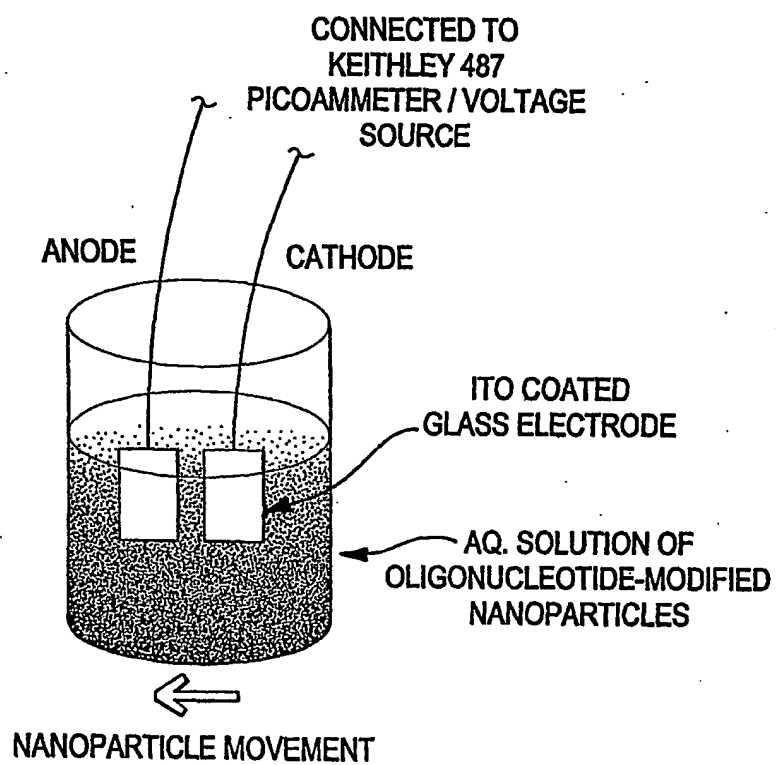 CONNECTED TO
KEITHLEY 487
PICOAMMETER / VOLTAGE
SOURCE
ANODE
CATHODE
ITO COATED
GLASS ELECTRODE
AQ. SOLUTION OF
OLIGONUCLEOTIDE-MODIFIED
NANOPARTICLES
NANOPARTICLE MOVEMENT